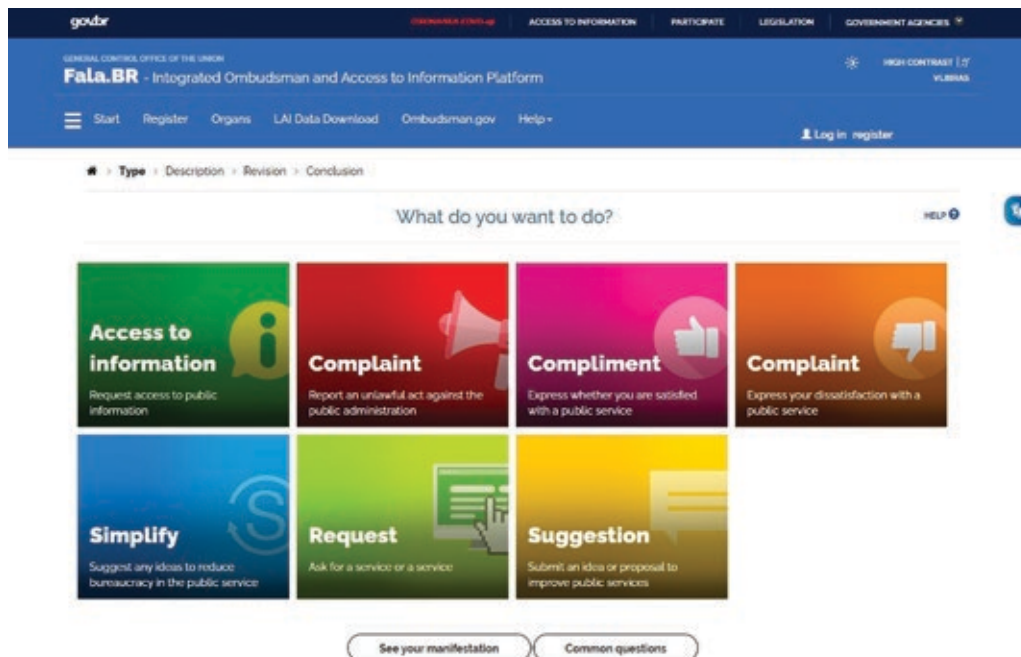 govbr
CORONAVIRUS (COVID-19)
ACCESS TO INFORMATION
PARTICIPATE
LEGISLATION
GOVERNMENT AGENCIES
GENERAL CONTROL OFFICE OF THE UNION
Fala.BR - Integrated Ombudsman and Access to Information Platform
HIGH CONTRAST
VLIBRAS
Start Register Organs LAI Data Download Ombudsman.gov Help
Log in register
> Type > Description > Revision > Conclusion
What do you want to do?
HELP
Access to
information
Request access to public
information
Complaint
Report an unlawful act against the
public administration
Compliment
Express whether you are satisfied
with a public service
Complaint
Express your dissatisfaction with a
public service
Simplify
Suggest any ideas to reduce
bureaucracy in the public service
Request
Ask for a service or a service
Suggestion
Submit an idea or proposal to
improve public services
See your manifestation
Common questions